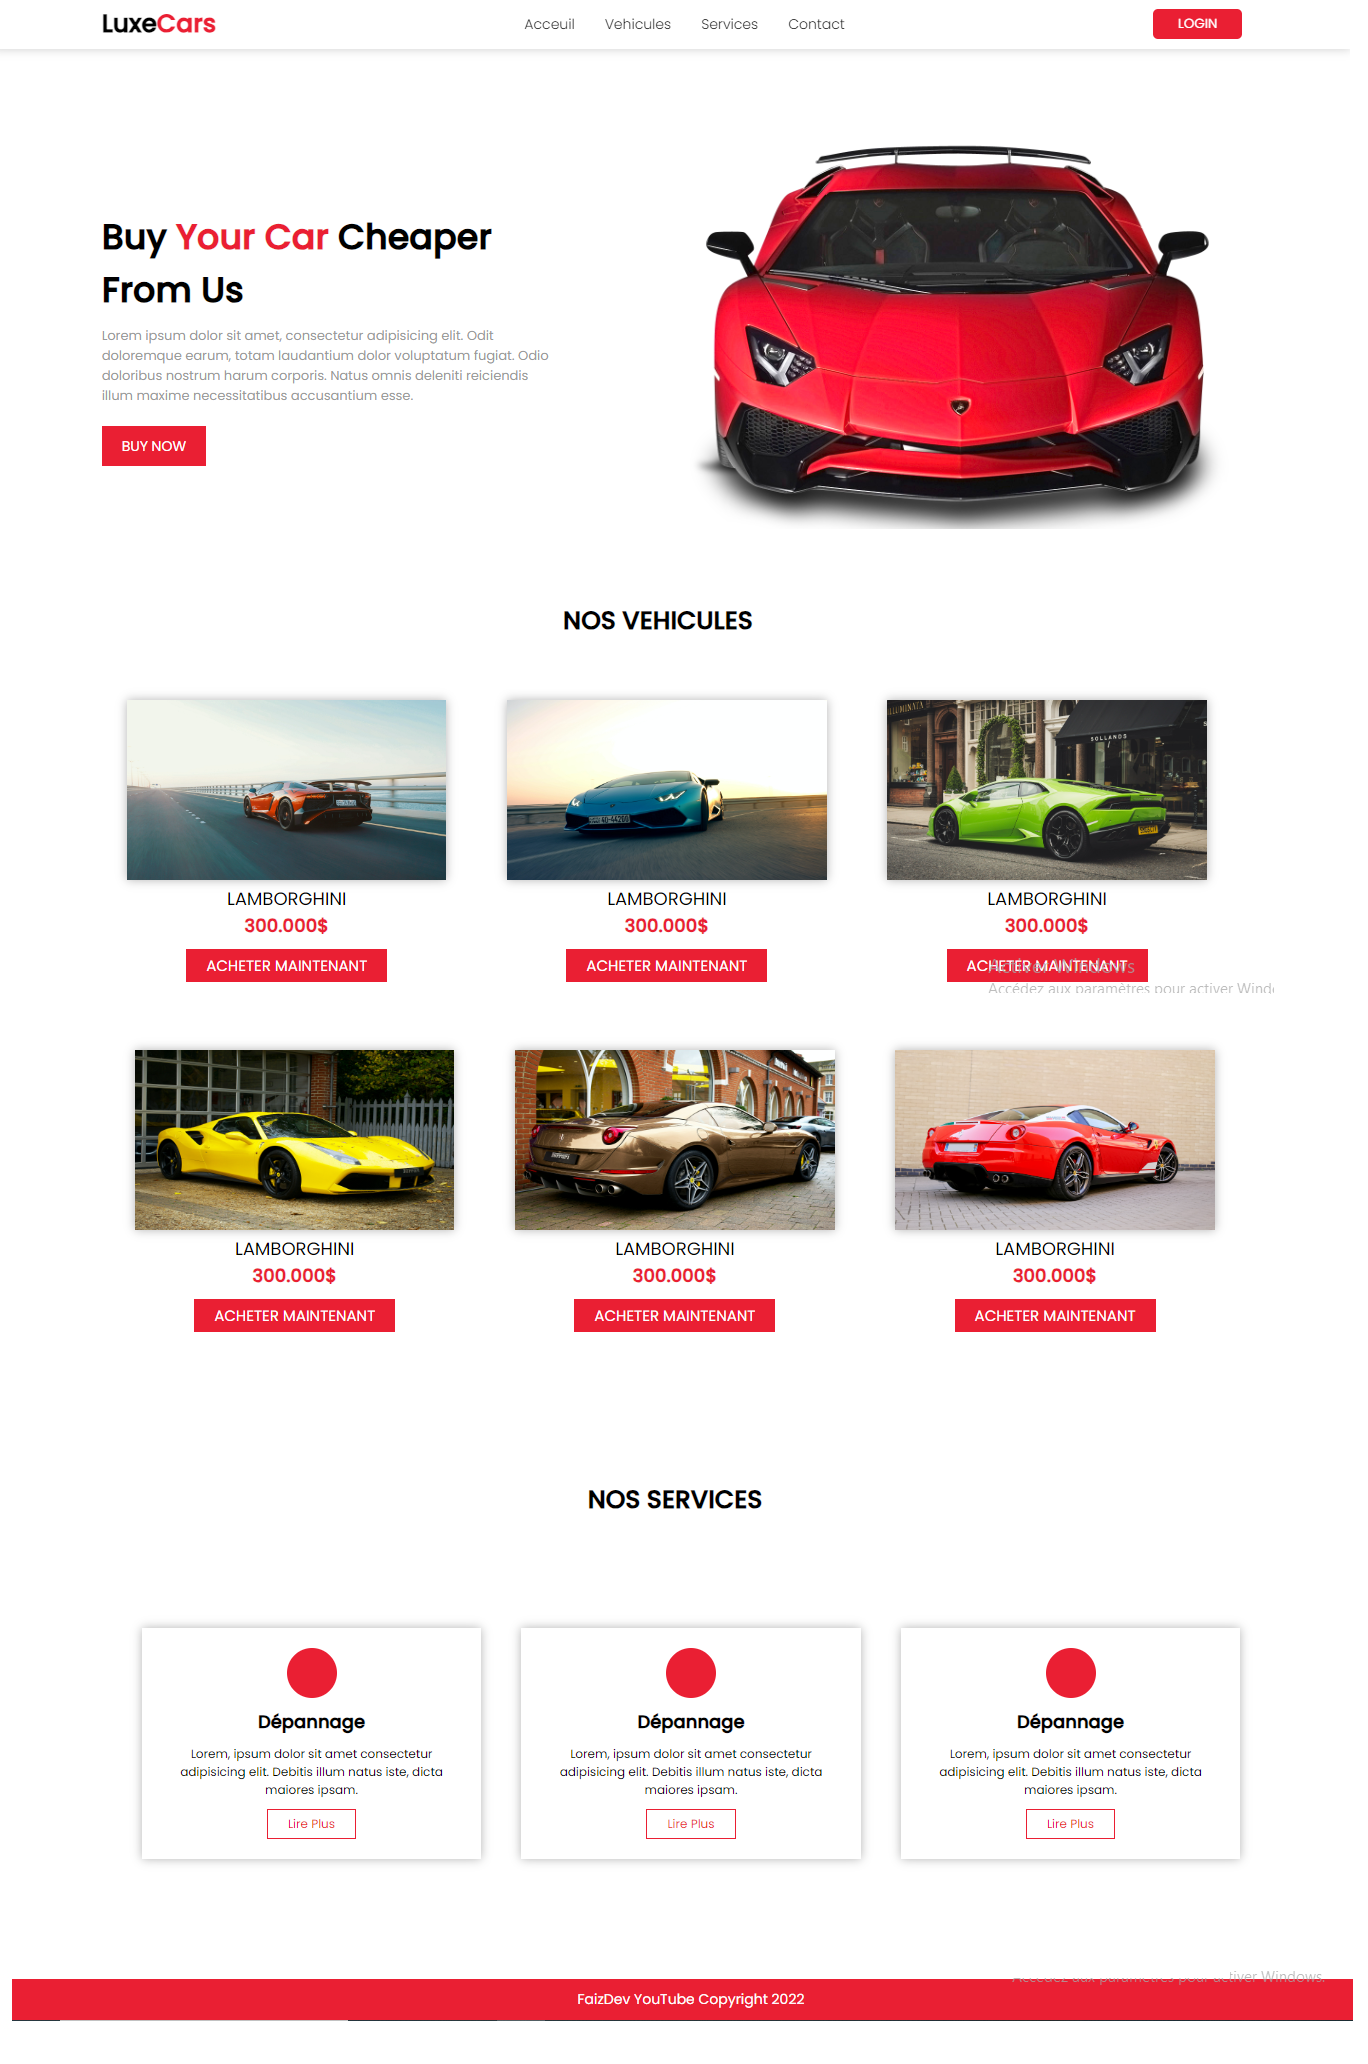 LuxeCars
Acceuil Vehicules Services Contact
LOGIN
Buy Your Car Cheaper
From Us
Lorem ipsum dolor sit amet, consectetur adipisicing elit. Odit
doloremque earum, totam laudantium dolor voluptatum fugiat. Odio
doloribus nostrum harum corporis. Natus omnis deleniti reiciendis
illum maxime necessitatibus accusantium esse.
BUY NOW
NOS VEHICULES
SOLLANDS
LAMBORGHINI
300.000$
ACHETER MAINTENANT
LAMBORGHINI
300.000$
ACHETER MAINTENANT
LAMBORGHINI
300.000$
ACHETER MAINTENANT
Activer Windows
Accédez aux paramètres pour activer
LAMBORGHINI
300.000$
ACHETER MAINTENANT
LAMBORGHINI
300.000$
ACHETER MAINTENANT
LAMBORGHINI
300.000$
ACHETER MAINTENANT
NOS SERVICES
Dépannage
Lorem, ipsum dolor sit amet consectetur
adipisicing elit. Debitis illum natus iste, dicta
maiores ipsam.
Lire Plus
Dépannage
Lorem, ipsum dolor sit amet consectetur
adipisicing elit. Debitis illum natus iste, dicta
maiores ipsam.
Lire Plus
Dépannage
Lorem, ipsum dolor sit amet consectetur
adipisicing elit. Debitis illum natus iste, dicta
maiores ipsam.
Lire Plus
Windows.
FaizDev YouTube Copyright 2022